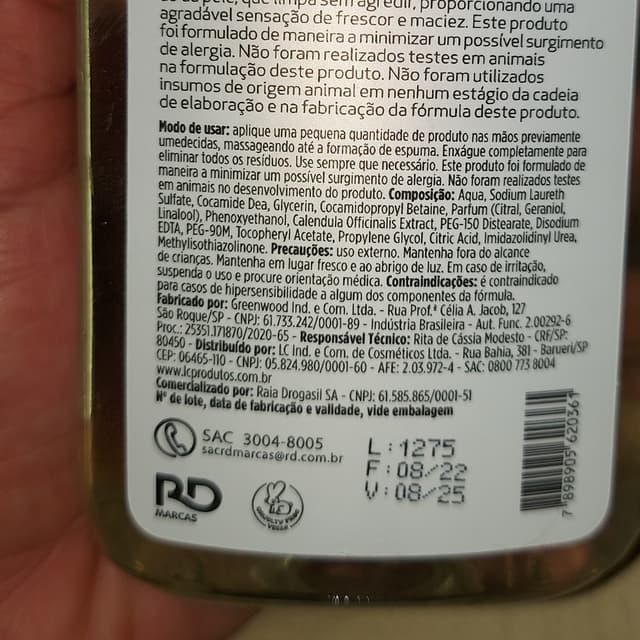 da pele, que limpa sem agredir, proporcionando uma
agradável sensação de frescor e maciez. Este produto
foi formulado de maneira a minimizar um possível surgimento
de alergia. Não foram realizados testes em animais
na formulação deste produto. Não foram utilizados
insumos de origem animal em nenhum estágio da cadeia
de elaboração e na fabricação da fórmula deste produto.
Modo de usar: aplique uma pequena quantidade de produto nas mãos previamente
umedecidas, massageando até a formação de espuma. Enxágue completamente para
eliminar todos os resíduos. Use sempre que necessário. Este produto foi formulado de
maneira a minimizar um possível surgimento de alergia. Não foram realizados testes
em animais no desenvolvimento do produto. Composição: Aqua, Sodium Laureth
Sulfate, Cocamide Dea, Glycerin, Cocamidopropyl Betaine, Parfum (Citral, Geraniol,
Linalool), Phenoxyethanol, Calendula Officinalis Extract, PEG-150 Distearate, Disodium
EDTA, PEG-90M, Tocopheryl Acetate, Propylene Glycol, Citric Acid, Imidazolidinyl Urea,
Methylisothiazolinone. Precauções: uso externo. Mantenha fora do alcance
de crianças. Mantenha em lugar fresco e ao abrigo de luz. Em caso de irritação,
suspenda o uso e procure orientação médica. Contraindicações: é contraindicado
para casos de hipersensibilidade a algum dos componentes da fórmula.
Fabricado por: Greenwood Ind. e Com. Ltda. - Rua Prof.ª Célia A. Jacob, 127
São Roque/SP - CNPJ: 61.733.242/0001-89 - Indústria Brasileira - Aut. Func. 2.00292-6
Proc.: 25351.171870/2020-65 - Responsável Técnico: Rita de Cássia Modesto - CRF/SP:
80450 - Distribuído por: LC Ind. e Com. de Cosméticos Ltda. - Rua Bahia, 381 - Barueri/SP
CEP: 06465-110 - CNPJ: 05.824.980/0001-60 - AFE: 2.03.972-4 - SAC: 0800 773 8004
www.lcprodutos.com.br
Comercializado por: Raia Drogasil SA - CNPJ: 61.585.865/0001-51
Nº de lote, data de fabricação e validade, vide embalagem
SAC 3004-8005
sacrdmarcas@rd.com.br
L:1275
F:08/22
V:08/25
RD
MARCAS
7 898905 620361